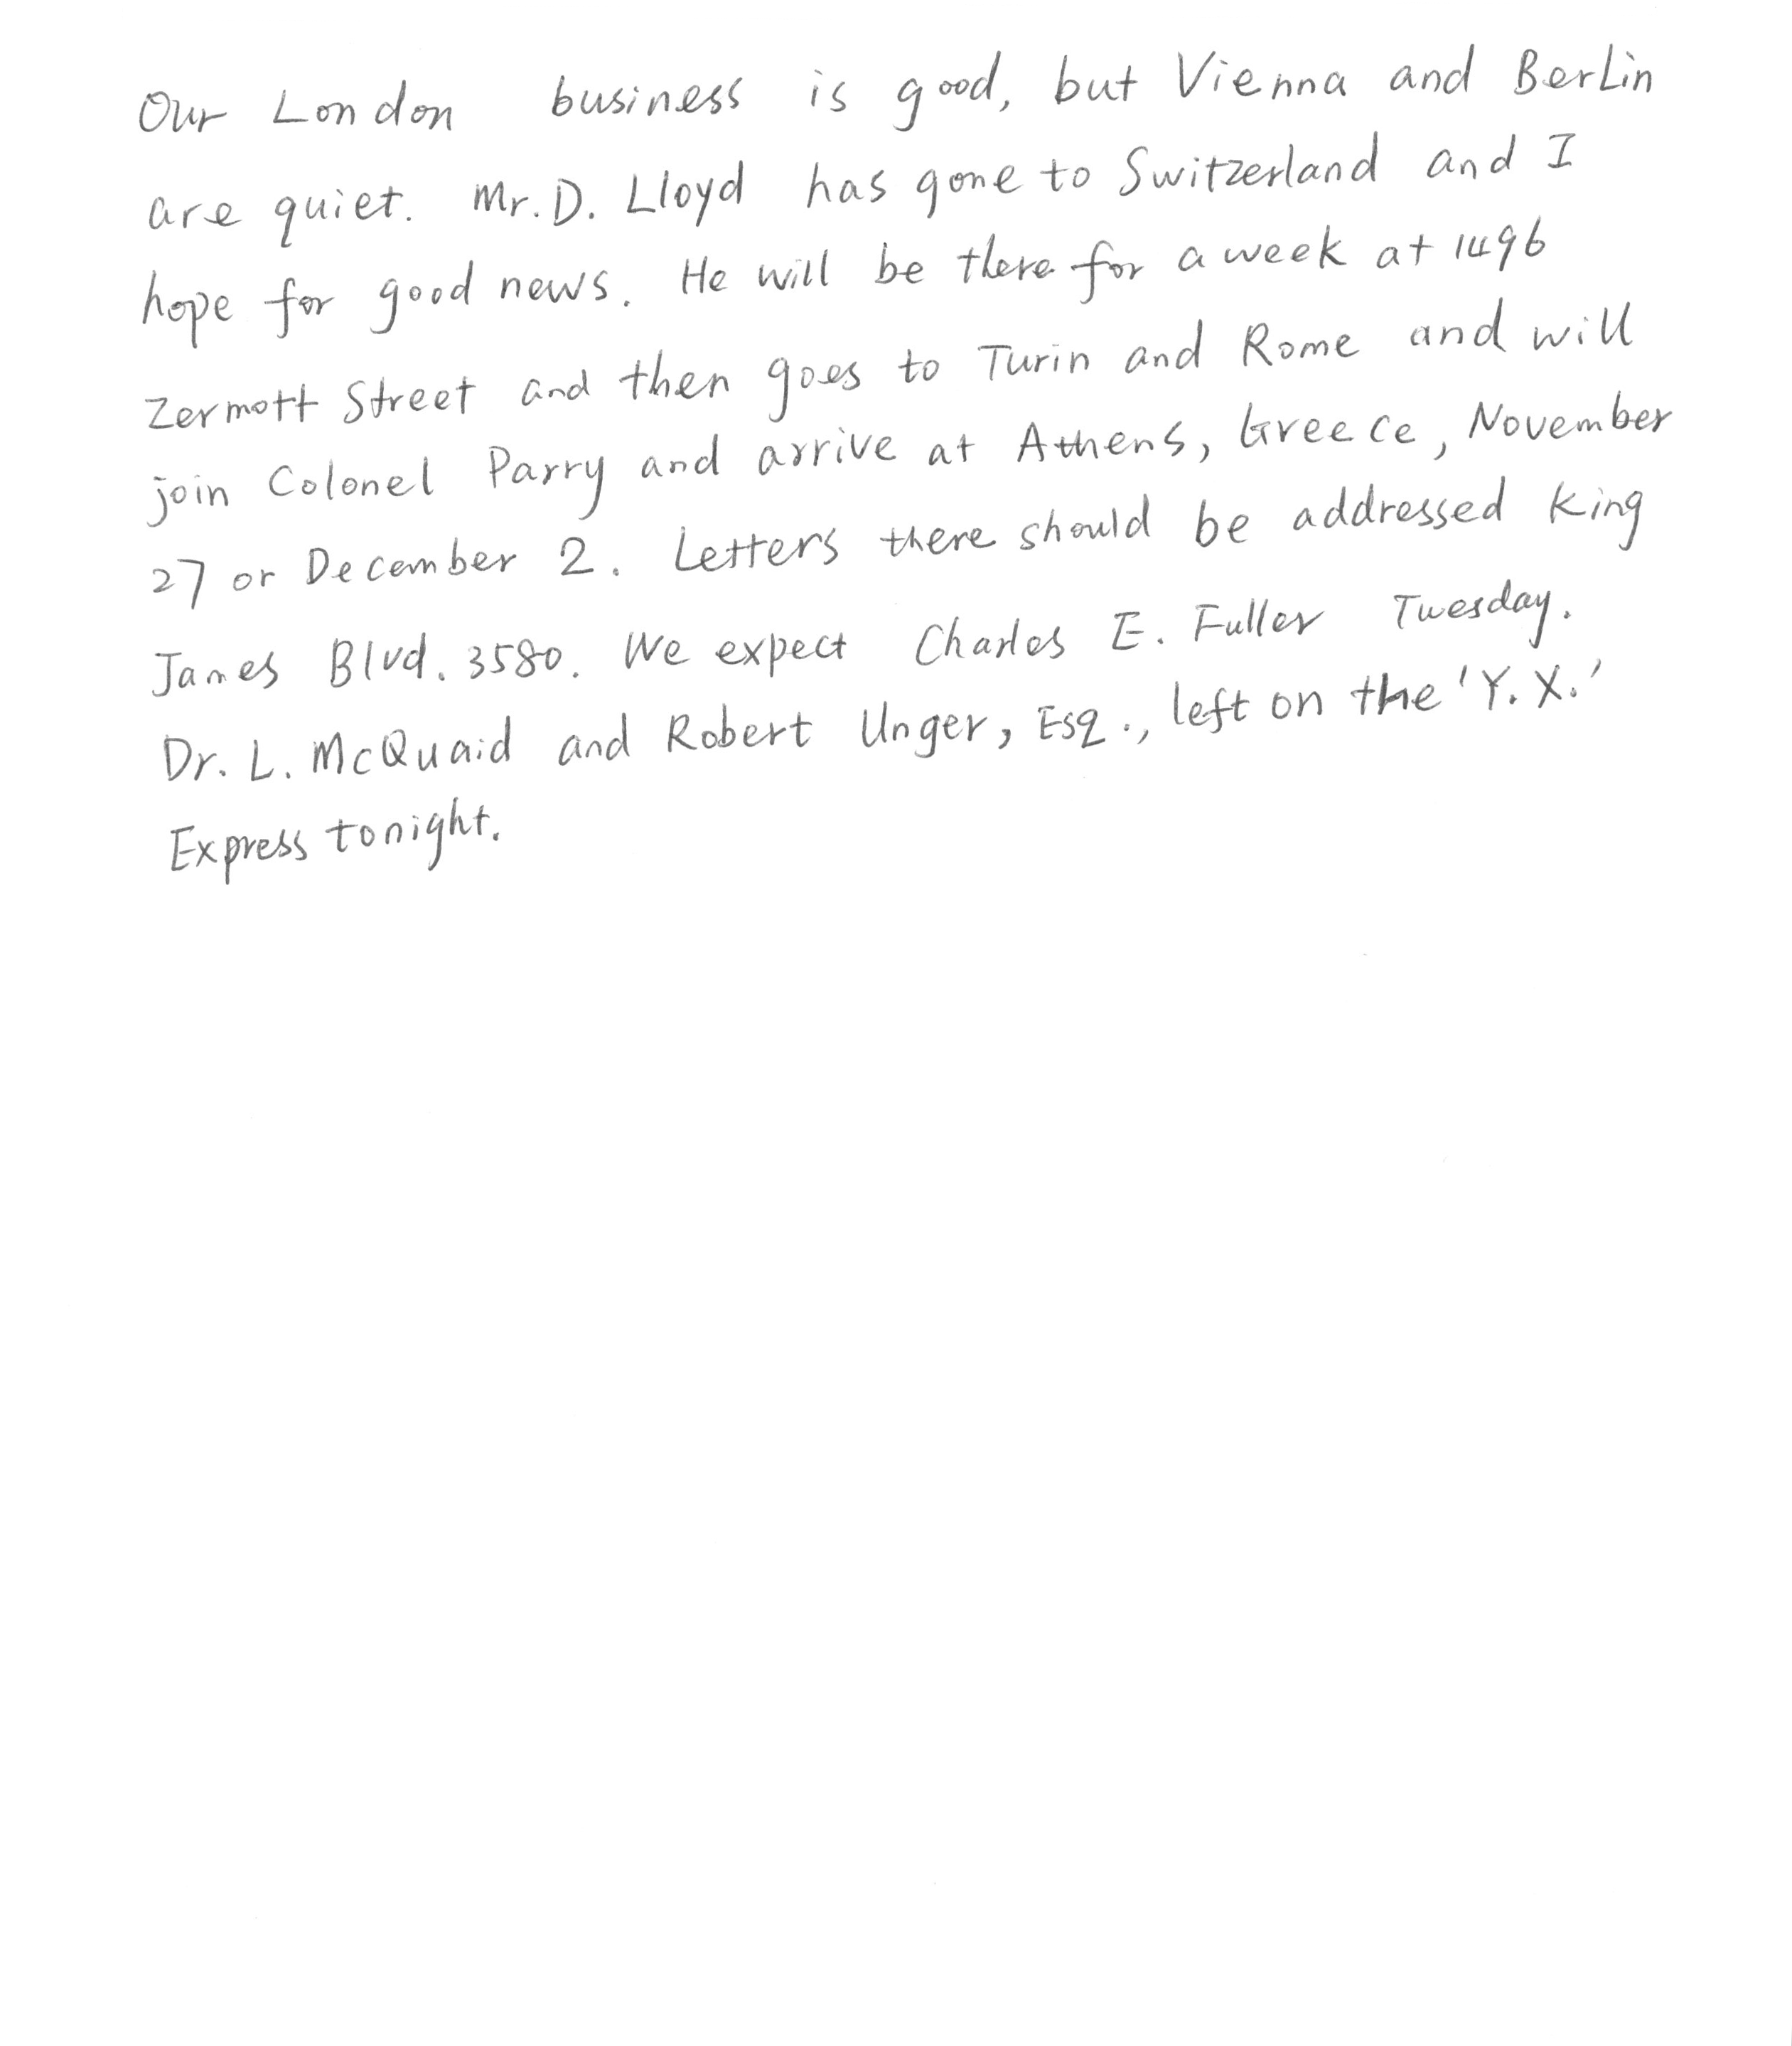 Our London business is good, but Vienna and Berlin
are quiet. Mr. D. Lloyd has gone to Switzerland and I
hope for good news. He will be there for a week at 1496
Zermott Street and then goes to Turin and Rome and will
join Colonel Parry and arrive at Athens, Greece, November
27 or December 2. Letters there should be addressed King
James Blvd. 3580. We expect Charles E. Fuller Tuesday.
Dr. L. McQuaid and Robert Unger, Esq., left on the 'Y.X.'
Express tonight.